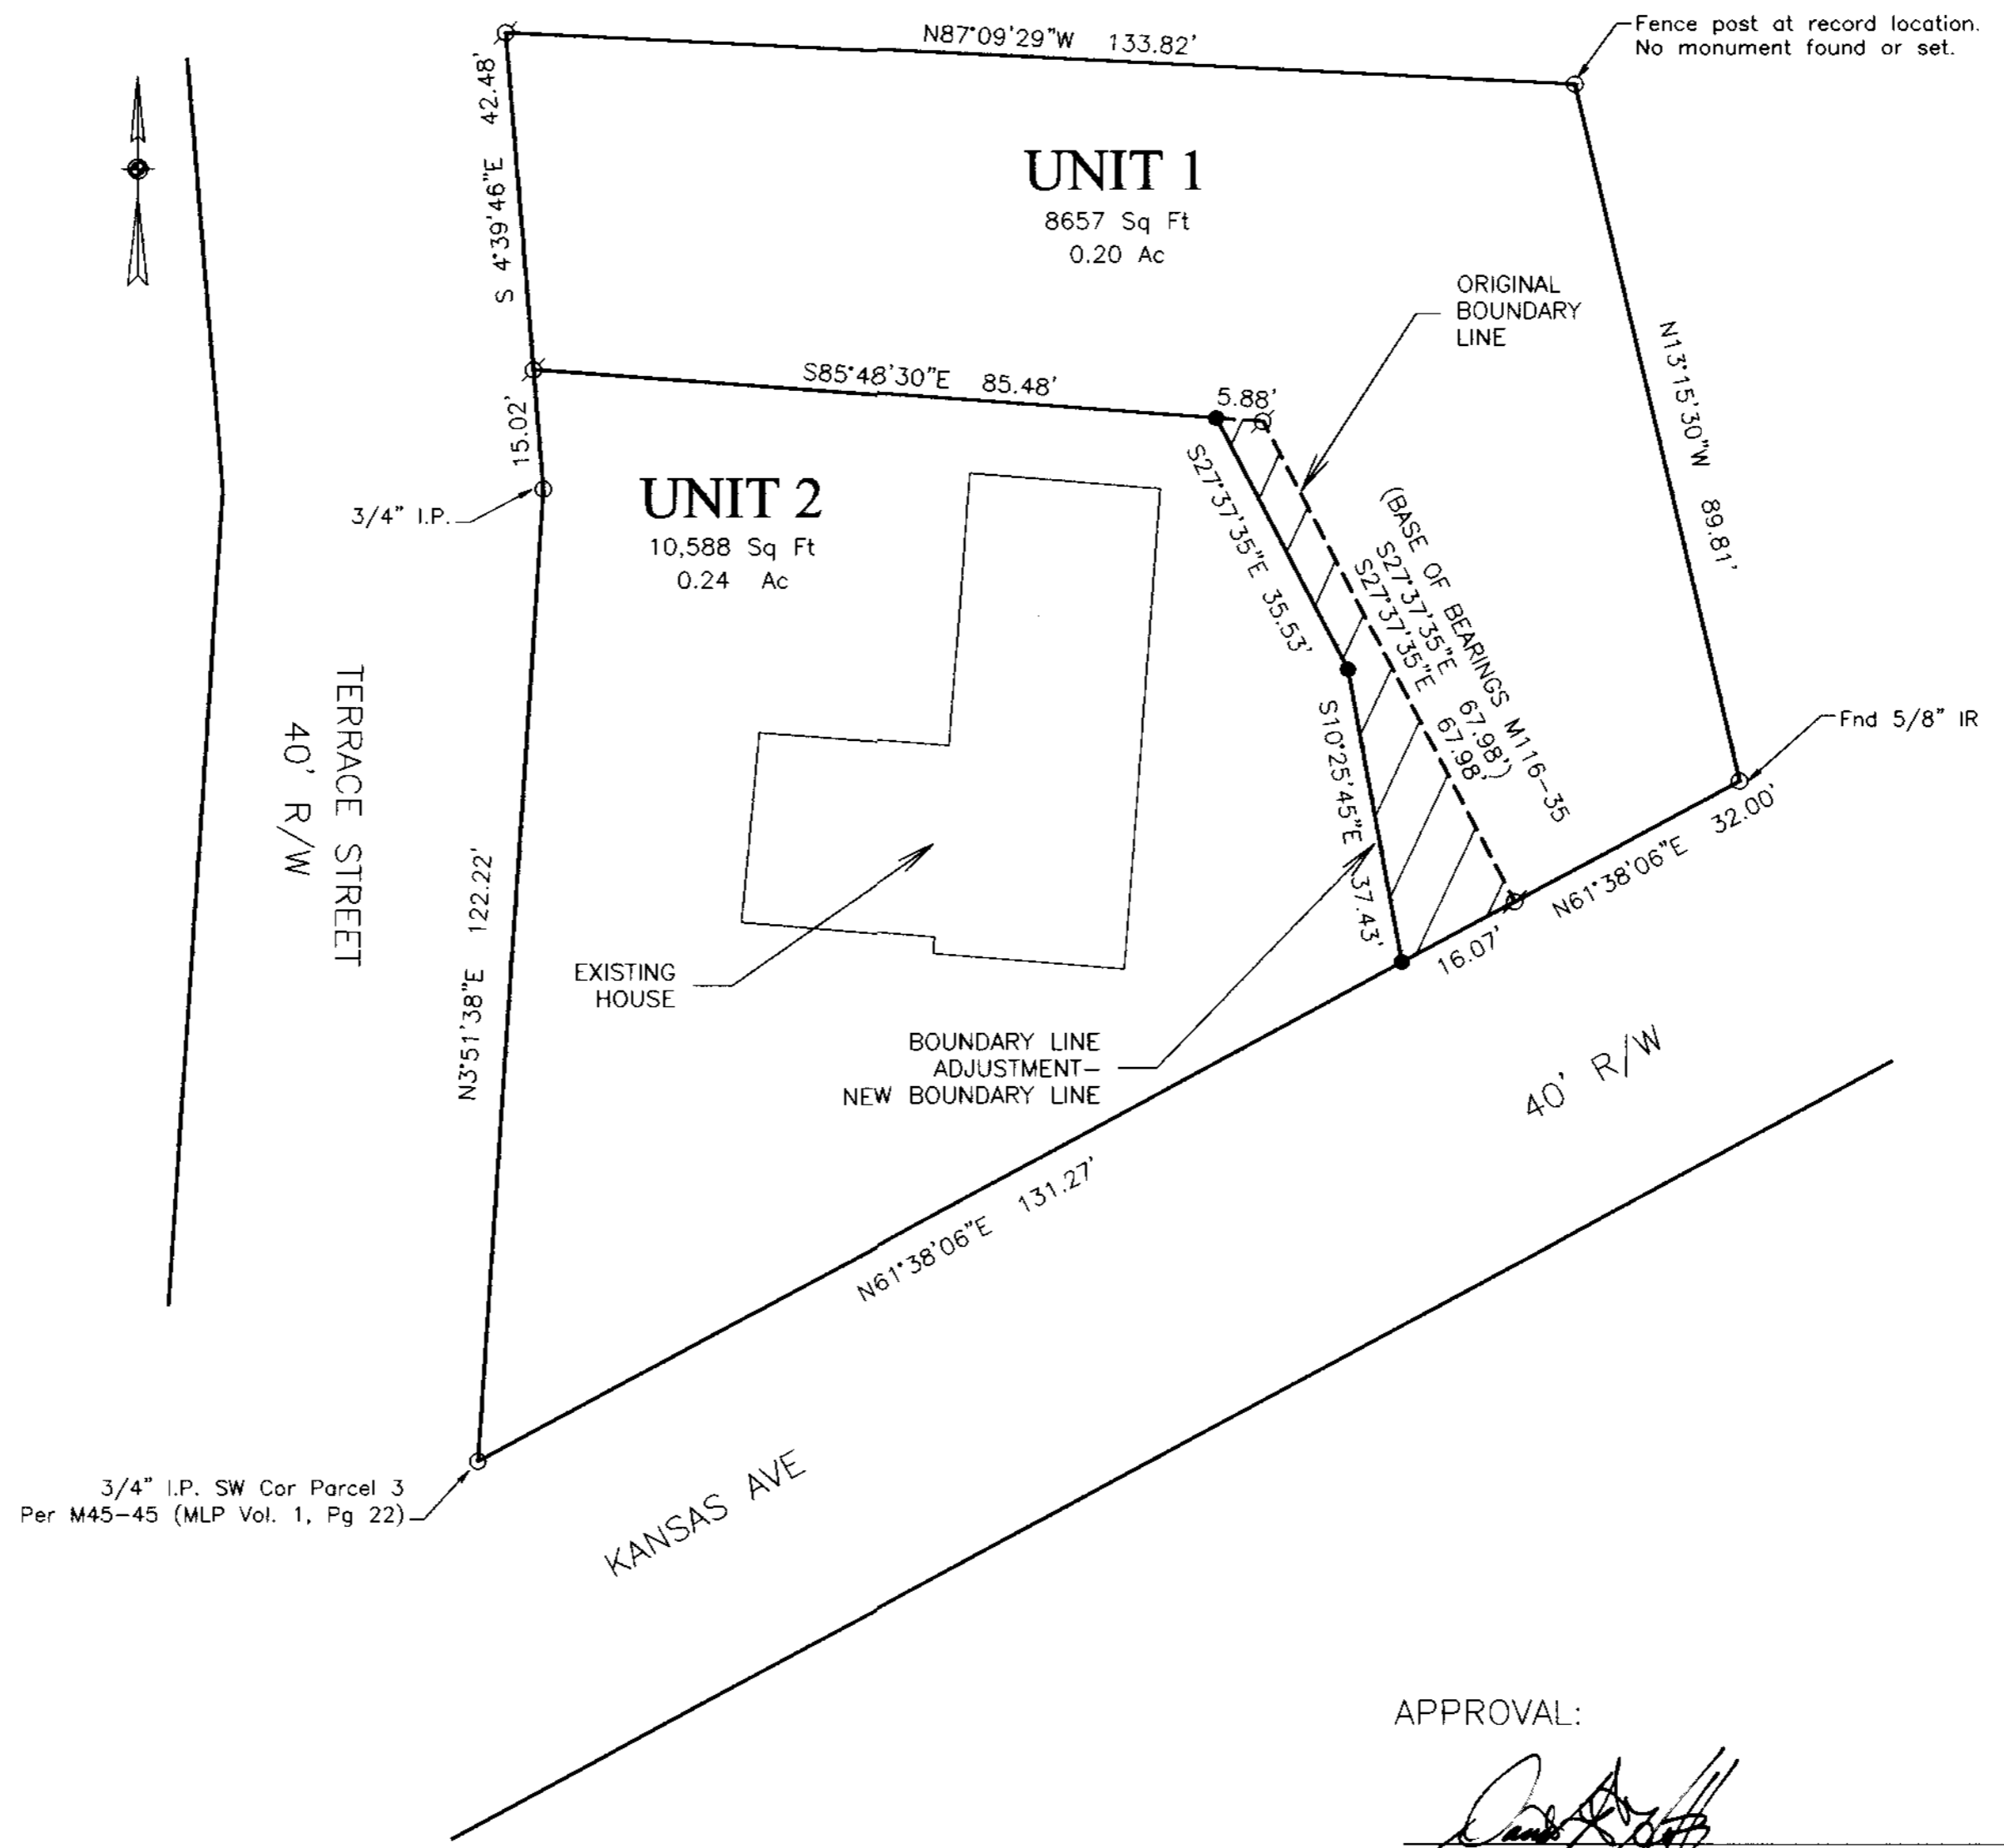 N87°09'29"W 133.82'
Fence post at record location.
No monument found or set.
S 4°39'46"E 42.48'
UNIT 1
8657 Sq Ft
0.20 Ac
ORIGINAL
BOUNDARY
LINE
N13°15'30"W 89.81'
S85°48'30"E 85.48'
5.88'
15.02'
3/4" I.P.
UNIT 2
10,588 Sq Ft
0.24 Ac
S27°37'35"E 35.53'
(BASE OF BEARINGS M116-35
S27°37'35"E 67.98')
S27°37'35"E 67.98'
Fnd 5/8" IR
S10°25'45"E 37.43'
N61°38'06"E 32.00'
16.07'
TERRACE STREET
40' R/W
N3°51'38"E 122.22'
EXISTING
HOUSE
BOUNDARY LINE
ADJUSTMENT-
NEW BOUNDARY LINE
N61°38'06"E 131.27'
40' R/W
KANSAS AVE
3/4" I.P. SW Cor Parcel 3
Per M45-45 (MLP Vol. 1, Pg 22)
APPROVAL: